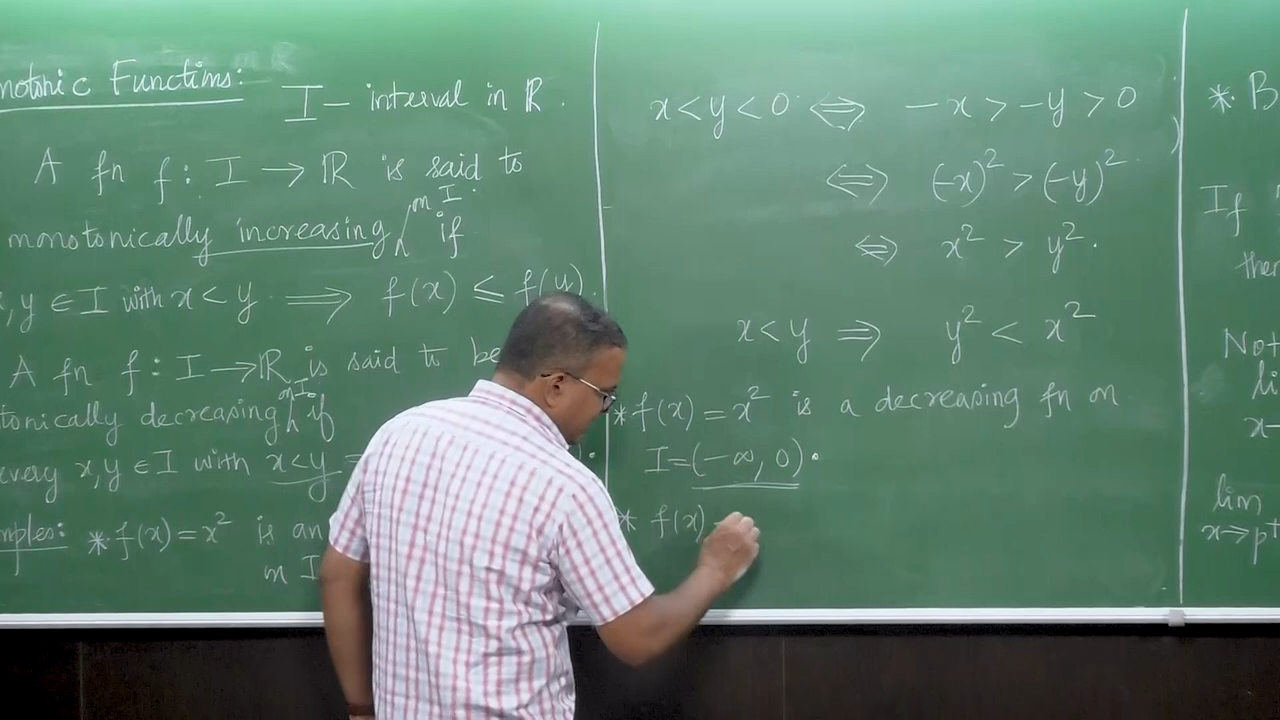 notonic Functions:
I - interval in ℝ.
A fn f: I → ℝ is said to
monotonically increasing on I if
x, y ∈ I with x < y ⟹ f(x) ≤ f(y).
A fn f: I → ℝ is said to be
tonically decreasing on I if
every x, y ∈ I with x < y =
mples: * f(x) = x² is an
on I
x < y < 0 ⟺ -x > -y > 0
⟺ (-x)² > (-y)².
⟺ x² > y².
x < y ⟹ y² < x²
* f(x) = x² is a decreasing fn on
I = (-∞, 0).
* f(x)
* B
If
then
Not
li
x-
lim
x→p⁺